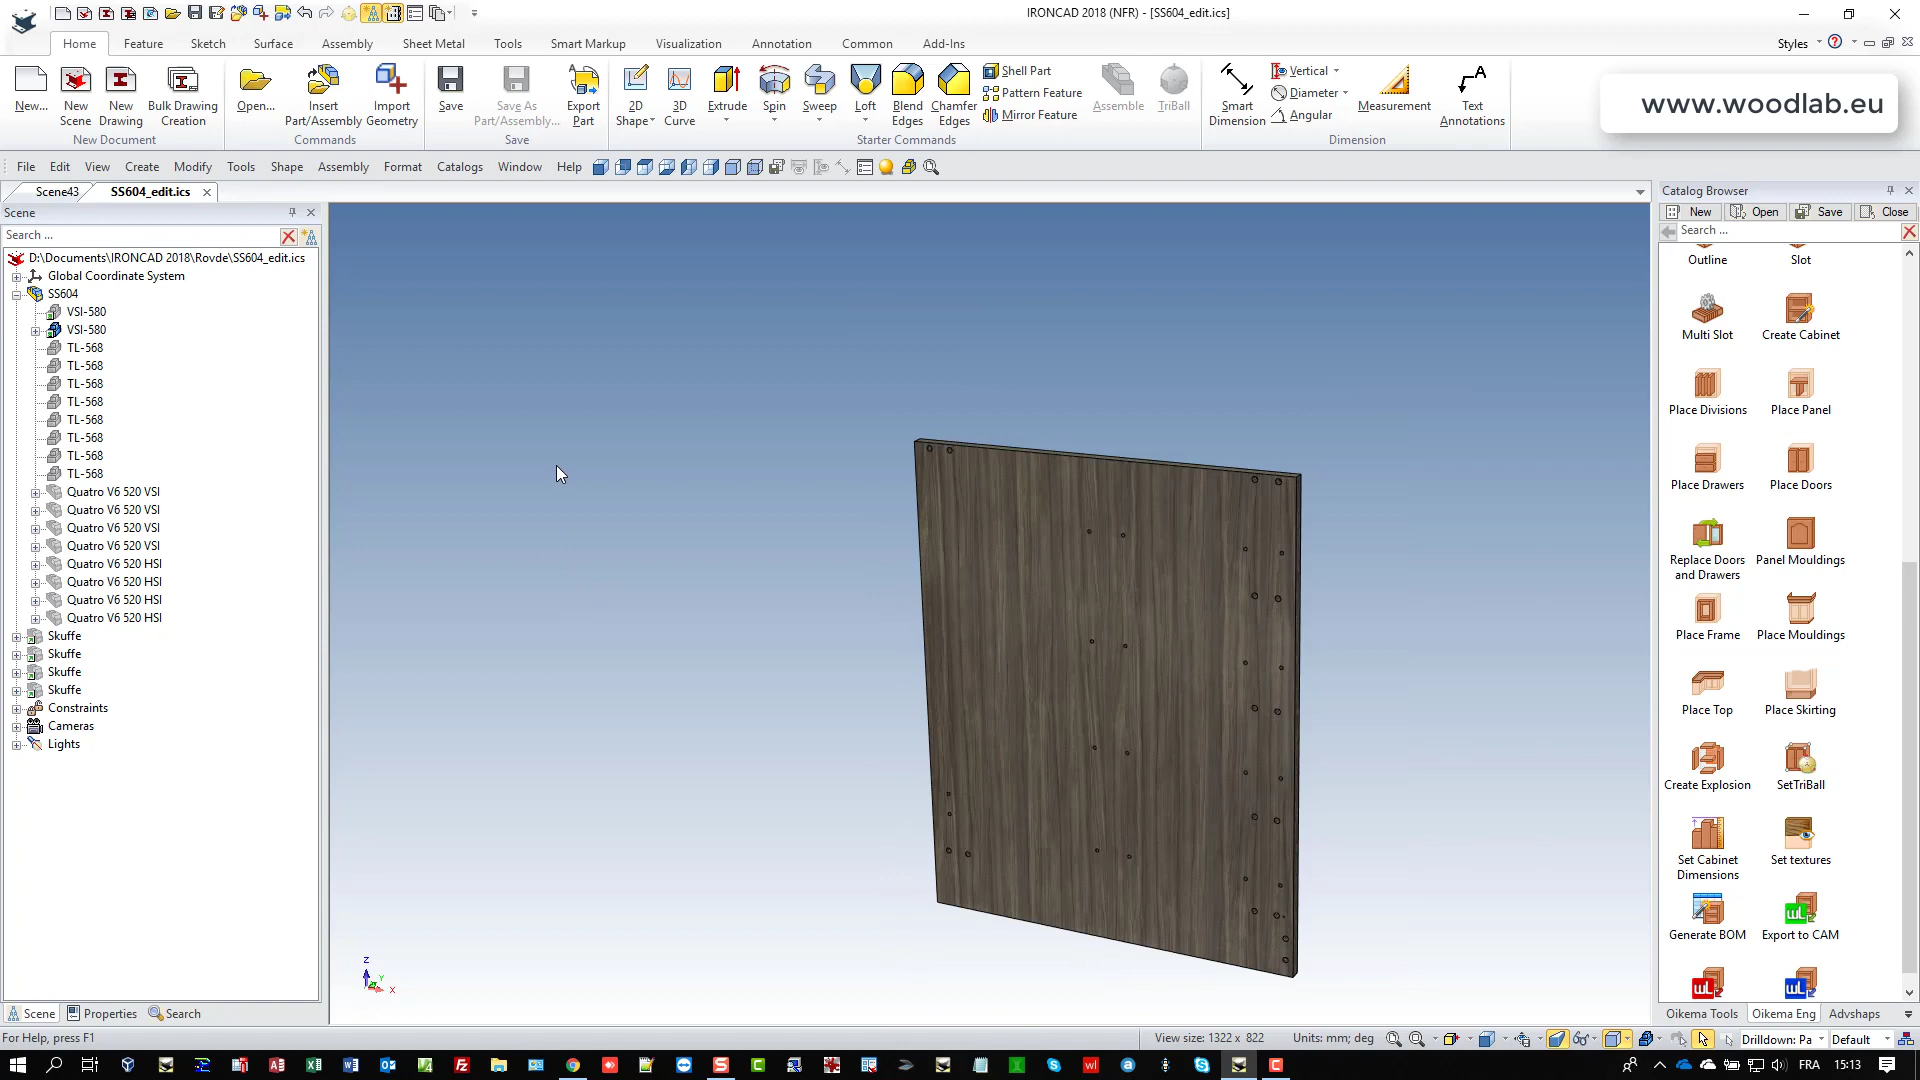 IRONCAD 2018 (NFR) - [SS604_edit.ics]
Home Feature Sketch Surface Assembly Sheet Metal Tools Smart Markup Visualization Annotation Common Add-Ins Styles
New... New Scene New Drawing Bulk Drawing Creation
New Document
Open... Insert Part/Assembly Import Geometry
Commands
Save Save As Part/Assembly... Export Part
Save
2D Shape 3D Curve Extrude Spin Sweep Loft Blend Edges Chamfer Edges
Shell Part
Pattern Feature
Mirror Feature
Assemble TriBall
Starter Commands
Smart Dimension
Vertical
Diameter
Angular
Measurement Text Annotations
Dimension
www.woodlab.eu
File Edit View Create Modify Tools Shape Assembly Format Catalogs Window Help
Scene43 SS604_edit.ics
Scene
Search ...
D:\Documents\IRONCAD 2018\Rovde\SS604_edit.ics
Global Coordinate System
SS604
VSI-580
VSI-580
TL-568
TL-568
TL-568
TL-568
TL-568
TL-568
TL-568
TL-568
Quatro V6 520 VSI
Quatro V6 520 VSI
Quatro V6 520 VSI
Quatro V6 520 VSI
Quatro V6 520 HSI
Quatro V6 520 HSI
Quatro V6 520 HSI
Quatro V6 520 HSI
Skuffe
Skuffe
Skuffe
Skuffe
Constraints
Cameras
Lights
Scene Properties Search
Z
Y
X
Catalog Browser
New Open Save Close
Search ...
Outline Slot
Multi Slot Create Cabinet
Place Divisions Place Panel
Place Drawers Place Doors
Replace Doors and Drawers Panel Mouldings
Place Frame Place Mouldings
Place Top Place Skirting
Create Explosion SetTriBall
Set Cabinet Dimensions Set textures
Generate BOM Export to CAM
Oikema Tools Oikema Eng Advshaps
For Help, press F1
View size: 1322 x 822 Units: mm; deg Drilldown: Pa Default
FRA 15:13